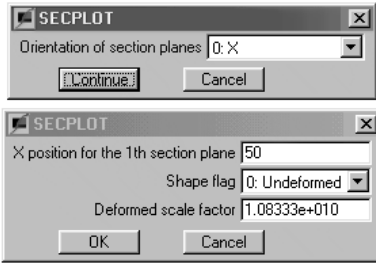 SECPLOT
Orientation of section planes 0: X
Continue Cancel
SECPLOT
X position for the 1th section plane 50
Shape flag 0: Undeformed
Deformed scale factor 1.08333e+010
OK Cancel